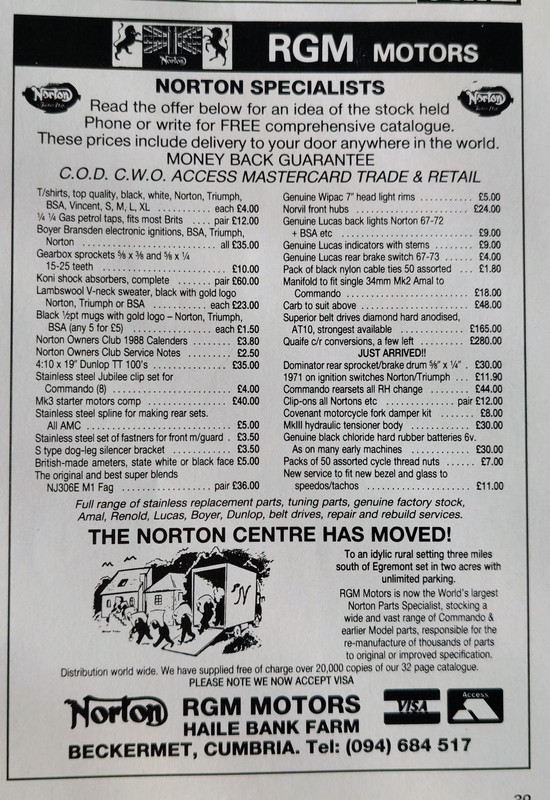 Norton
RGM MOTORS
NORTON SPECIALISTS
Norton
Norton
Read the offer below for an idea of the stock held
Phone or write for FREE comprehensive catalogue.
These prices include delivery to your door anywhere in the world.
MONEY BACK GUARANTEE
C.O.D. C.W.O. ACCESS MASTERCARD TRADE & RETAIL
T/shirts, top quality, black, white, Norton, Triumph,
BSA, Vincent, S, M, L, XL .......... each £4.00
¼ ¼ Gas petrol taps, fits most Brits .... pair £12.00
Boyer Bransden electronic ignitions, BSA, Triumph,
Norton .......... all £35.00
Gearbox sprockets ⅝ x ⅜ and ⅝ x ¼
15-25 teeth .......... £10.00
Koni shock absorbers, complete .... pair £60.00
Lambswool V-neck sweater, black with gold logo
Norton, Triumph or BSA .......... each £23.00
Black ½pt mugs with gold logo – Norton, Triumph,
BSA (any 5 for £5) .......... each £1.50
Norton Owners Club 1988 Calenders .... £3.80
Norton Owners Club Service Notes .... £2.50
4:10 x 19" Dunlop TT 100's .......... £35.00
Stainless steel Jubilee clip set for
Commando (8) .......... £4.00
Mk3 starter motors comp .......... £40.00
Stainless steel spline for making rear sets.
All AMC .......... £5.00
Stainless steel set of fastners for front m/guard . £3.50
S type dog-leg silencer bracket .... £3.50
British-made ameters, state white or black face £5.00
The original and best super blends
NJ306E M1 Fag .......... pair £36.00
Genuine Wipac 7" head light rims .... £5.00
Norvil front hubs .......... £24.00
Genuine Lucas back lights Norton 67-72
+ BSA etc .......... £9.00
Genuine Lucas indicators with stems .... £9.00
Genuine Lucas rear brake switch 67-73 .. £4.00
Pack of black nylon cable ties 50 assorted ... £1.80
Manifold to fit single 34mm Mk2 Amal to
Commando .......... £18.00
Carb to suit above .......... £48.00
Superior belt drives diamond hard anodised,
AT10, strongest available .......... £165.00
Quaife c/r conversions, a few left .... £280.00
JUST ARRIVED!!
Dominator rear sprocket/brake drum ⅝" x ¼" . £30.00
1971 on ignition switches Norton/Triumph ... £11.90
Commando rearsets all RH change .... £44.00
Clip-ons all Nortons etc .......... pair £12.00
Covenant motorcycle fork damper kit .... £8.00
MkIII hydraulic tensioner body .......... £30.00
Genuine black chloride hard rubber batteries 6v.
As on many early machines .......... £30.00
Packs of 50 assorted cycle thread nuts .... £7.00
New service to fit new bezel and glass to
speedos/tachos .......... £11.00
Full range of stainless replacement parts, tuning parts, genuine factory stock,
Amal, Renold, Lucas, Boyer, Dunlop, belt drives, repair and rebuild services.
THE NORTON CENTRE HAS MOVED!
N
To an idylic rural setting three miles
south of Egremont set in two acres with
unlimited parking.
RGM Motors is now the World's largest
Norton Parts Specialist, stocking a
wide and vast range of Commando &
earlier Model parts, responsible for the
re-manufacture of thousands of parts
to original or improved specification.
Distribution world wide. We have supplied free of charge over 20,000 copies of our 32 page catalogue.
PLEASE NOTE WE NOW ACCEPT VISA
Norton
RGM MOTORS
HAILE BANK FARM
VISA
Access
BECKERMET, CUMBRIA. Tel: (094) 684 517